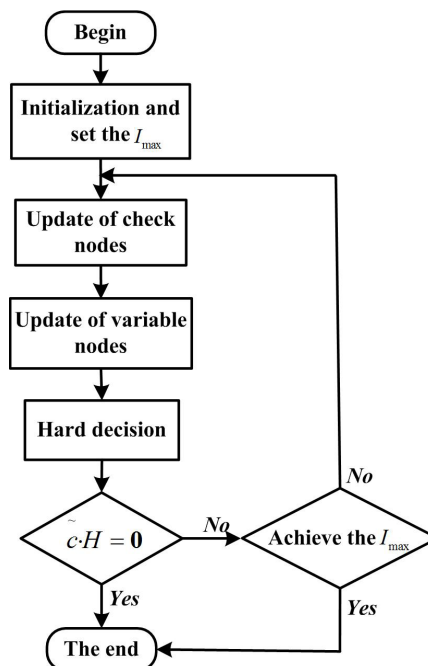 Begin
Initialization and
set the I_max
Update of check
nodes
Update of variable
nodes
Hard decision
No
c̃·H = 0
No
Achieve the I_max
Yes
Yes
The end